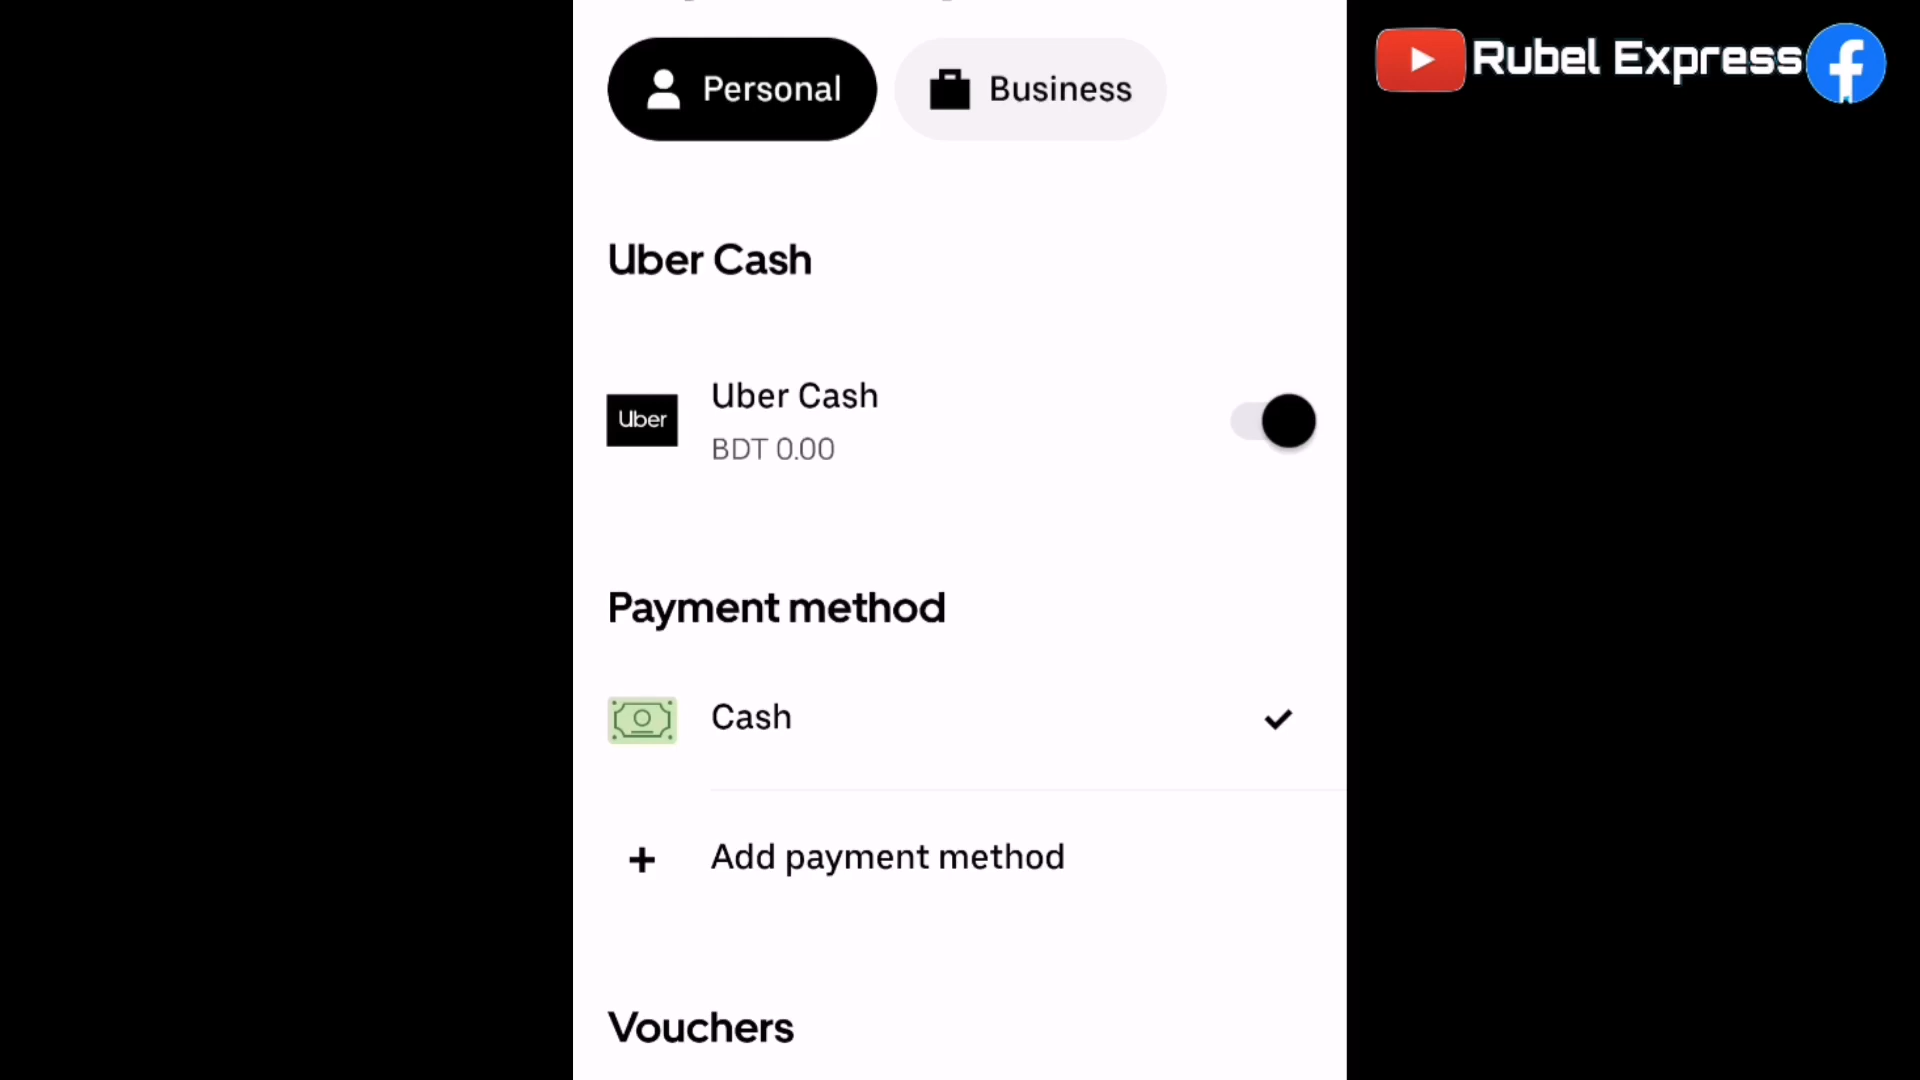 Personal
Business
Rubel Express
Uber Cash
Uber
Uber Cash
BDT 0.00
Payment method
Cash
Add payment method
Vouchers